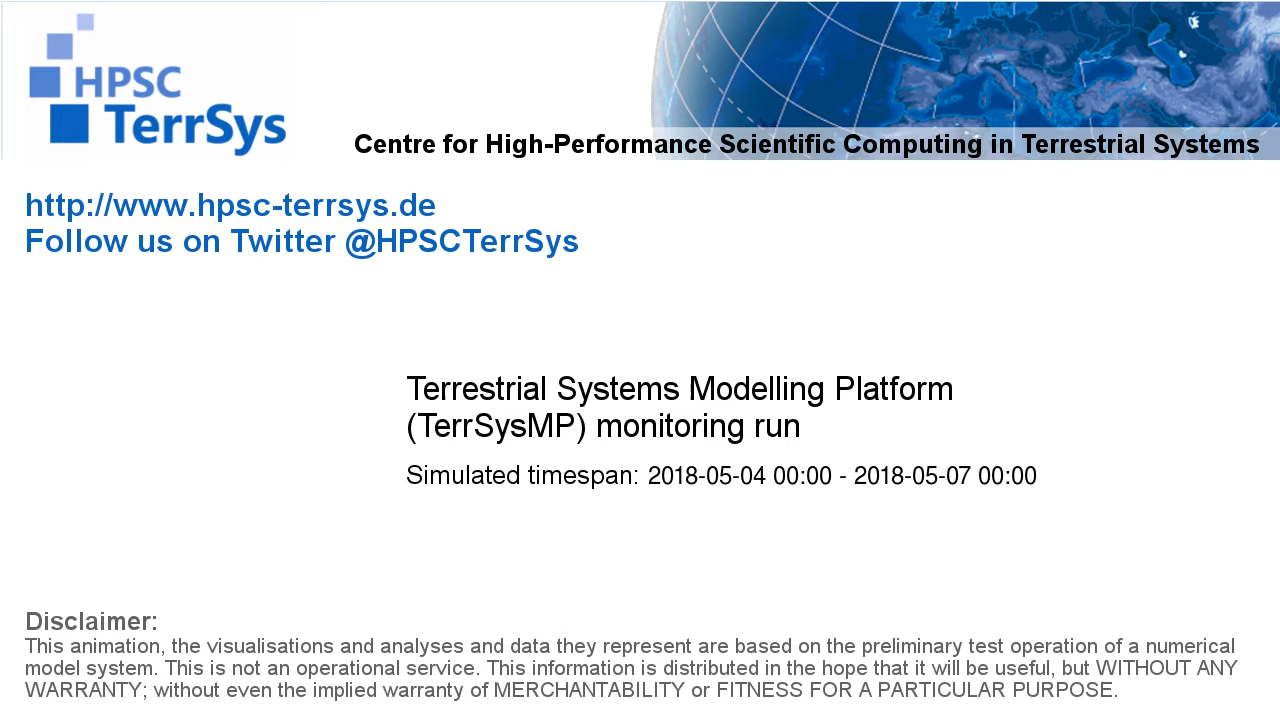 HPSC
TerrSys
Centre for High-Performance Scientific Computing in Terrestrial Systems
http://www.hpsc-terrsys.de
Follow us on Twitter @HPSCTerrSys
Terrestrial Systems Modelling Platform
(TerrSysMP) monitoring run
Simulated timespan: 2018-05-04 00:00 - 2018-05-07 00:00
Disclaimer:
This animation, the visualisations and analyses and data they represent are based on the preliminary test operation of a numerical
model system. This is not an operational service. This information is distributed in the hope that it will be useful, but WITHOUT ANY
WARRANTY; without even the implied warranty of MERCHANTABILITY or FITNESS FOR A PARTICULAR PURPOSE.